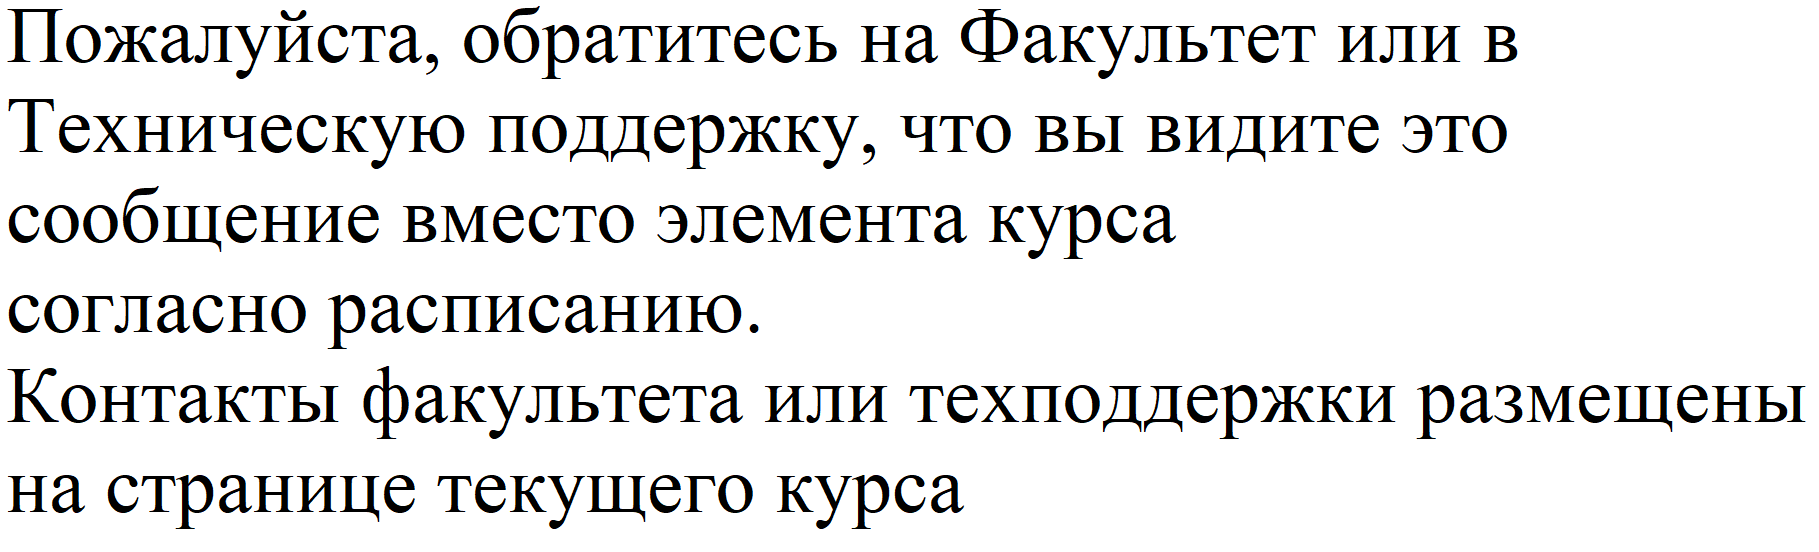 Пожалуйста, обратитесь на Факультет или в
Техническую поддержку, что вы видите это
сообщение вместо элемента курса
согласно расписанию.
Контакты факультета или техподдержки размещены
на странице текущего курса